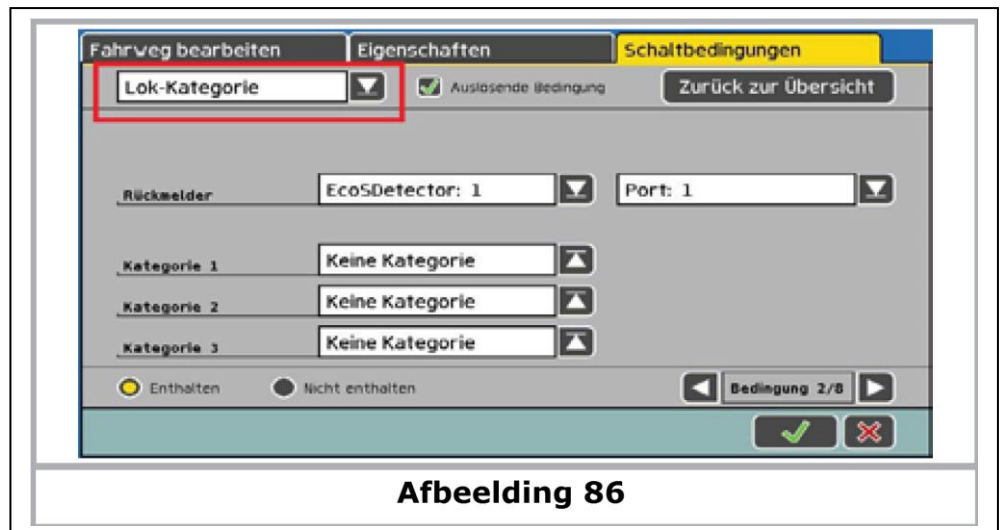 Fahrweg bearbeiten Eigenschaften Schaltbedingungen
Lok-Kategorie Auslösende Bedingung Zurück zur Übersicht
Rückmelder EcoSDetector: 1 Port: 1
Kategorie 1 Keine Kategorie
Kategorie 2 Keine Kategorie
Kategorie 3 Keine Kategorie
Enthalten Nicht enthalten Bedingung 2/8
Afbeelding 86